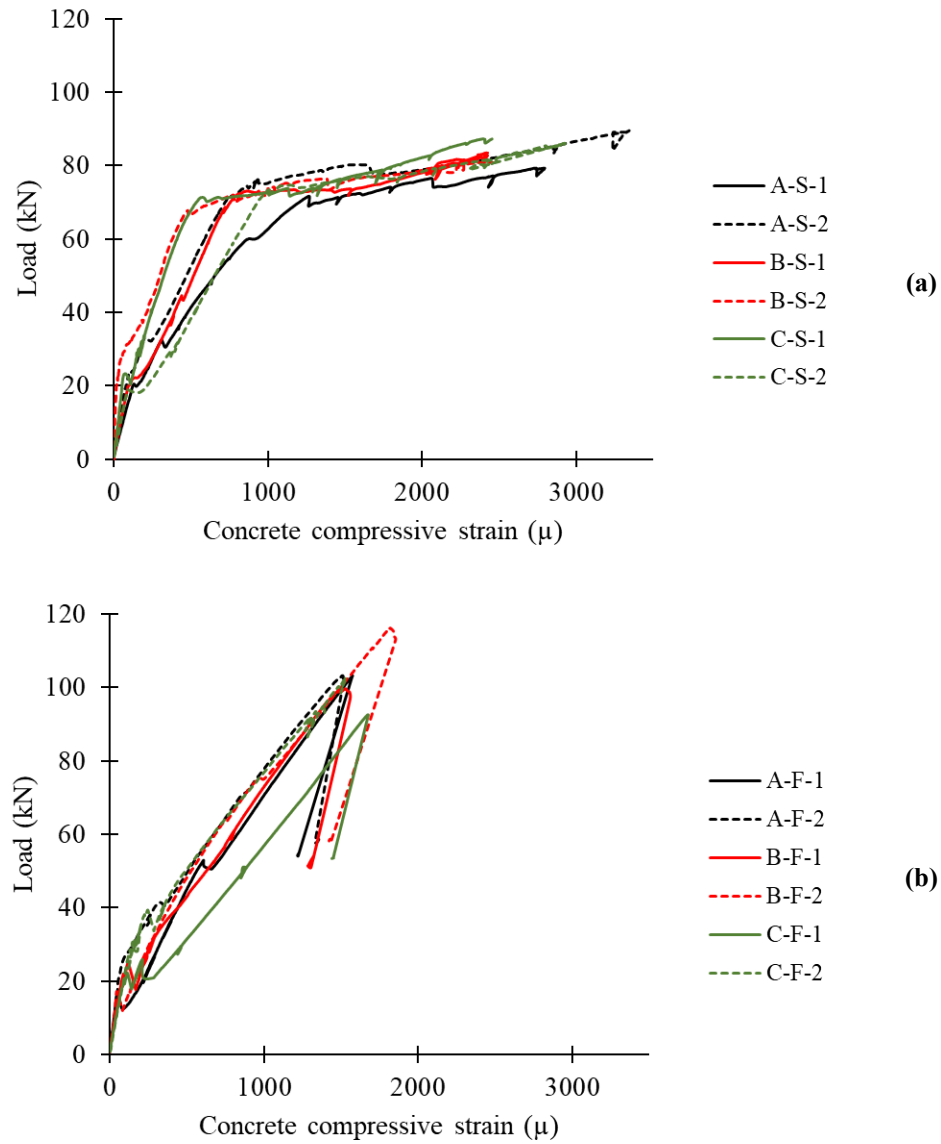 120
100
80
60
40
20
0
Load (kN)
0 1000 2000 3000
Concrete compressive strain (μ)
A-S-1
A-S-2
B-S-1
B-S-2
C-S-1
C-S-2
(a)
120
100
80
60
40
20
0
Load (kN)
0 1000 2000 3000
Concrete compressive strain (μ)
A-F-1
A-F-2
B-F-1
B-F-2
C-F-1
C-F-2
(b)